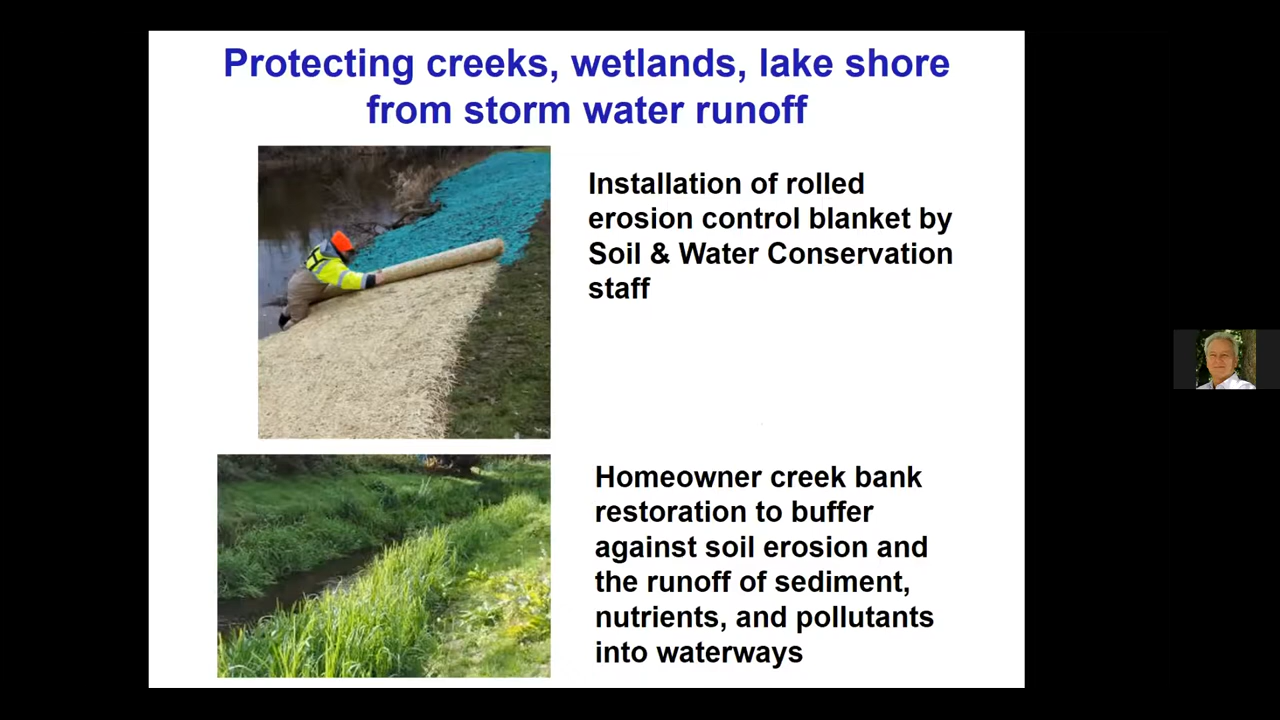 Protecting creeks, wetlands, lake shore
from storm water runoff
Installation of rolled
erosion control blanket by
Soil & Water Conservation
staff
Homeowner creek bank
restoration to buffer
against soil erosion and
the runoff of sediment,
nutrients, and pollutants
into waterways